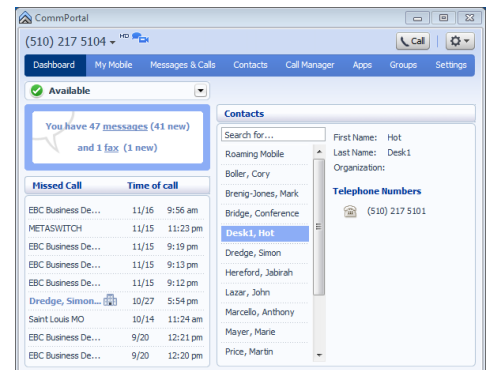 CommPortal
(510) 217 5104 HD
Call
Dashboard My Mobile Messages & Calls Contacts Call Manager Apps Groups Settings
Available
You have 47 messages (41 new)
and 1 fax (1 new)
Missed Call Time of call
EBC Business De... 11/16 9:56 am
METASWITCH 11/15 11:23 pm
EBC Business De... 11/15 9:19 pm
EBC Business De... 11/15 9:13 pm
EBC Business De... 11/15 9:12 pm
Dredge, Simon... 10/27 5:54 pm
Saint Louis MO 10/14 11:24 am
EBC Business De... 9/20 12:21 pm
EBC Business De... 9/20 12:20 pm
Contacts
Search for...
Roaming Mobile
Boller, Cory
Brenig-Jones, Mark
Bridge, Conference
Desk1, Hot
Dredge, Simon
Hereford, Jabirah
Lazar, John
Marcello, Anthony
Mayer, Marie
Price, Martin
First Name: Hot
Last Name: Desk1
Organization:
Telephone Numbers
(510) 217 5101